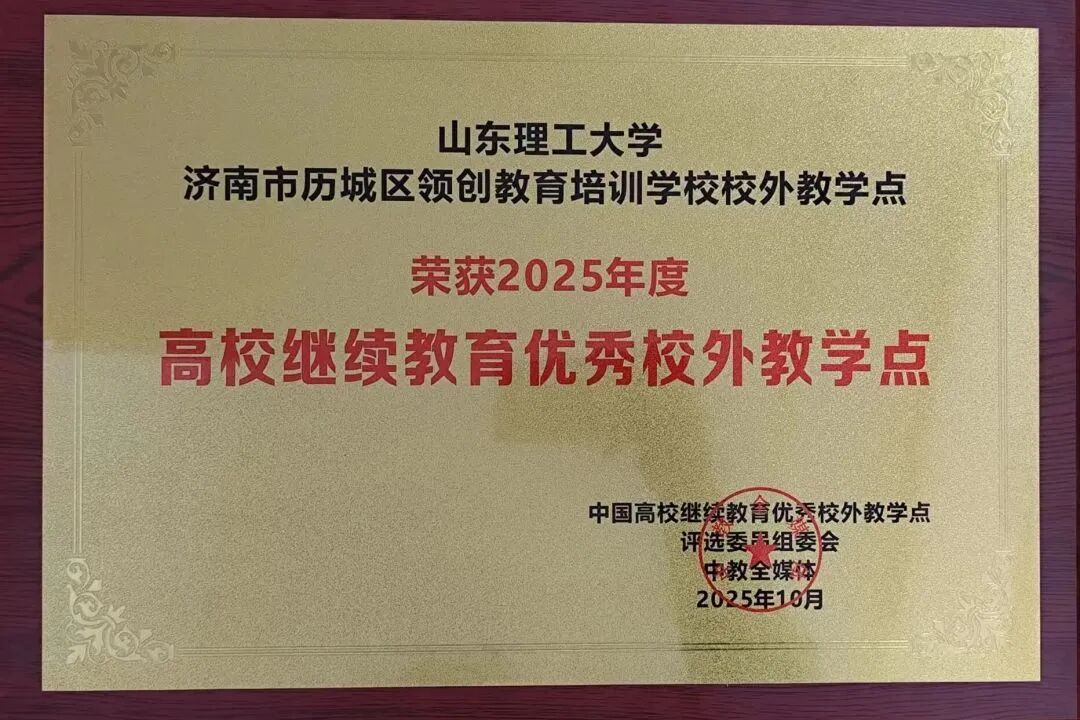 山东理工大学
济南市历城区领创教育培训学校校外教学点
荣获2025年度
高校继续教育优秀校外教学点
中国高校继续教育优秀校外教学点
评选委员组委会
中教全媒体
2025年10月